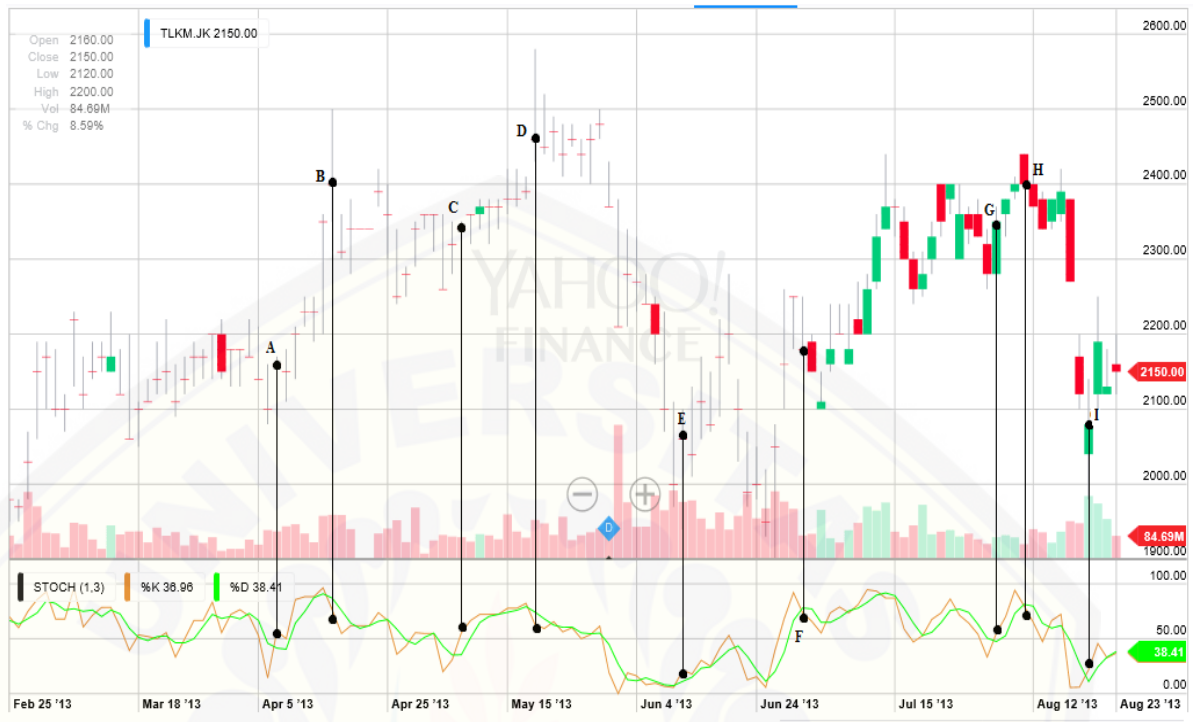 TLKM.JK 2150.00
Open 2160.00
Close 2150.00
Low 2120.00
High 2200.00
Vol 84.69M
% Chg 8.59%
2600.00
2500.00
2400.00
2300.00
2200.00
2150.00
2100.00
2000.00
84.69M
1900.00
A
B
C
D
E
F
G
H
I
YAHOO!
FINANCE
UNIVERSITAS
D
STOCH (1,3)
%K 36.96
%D 38.41
100.00
50.00
38.41
0.00
Feb 25 '13
Mar 18 '13
Apr 5 '13
Apr 25 '13
May 15 '13
Jun 4 '13
Jun 24 '13
Jul 15 '13
Aug 12 '13
Aug 23 '13